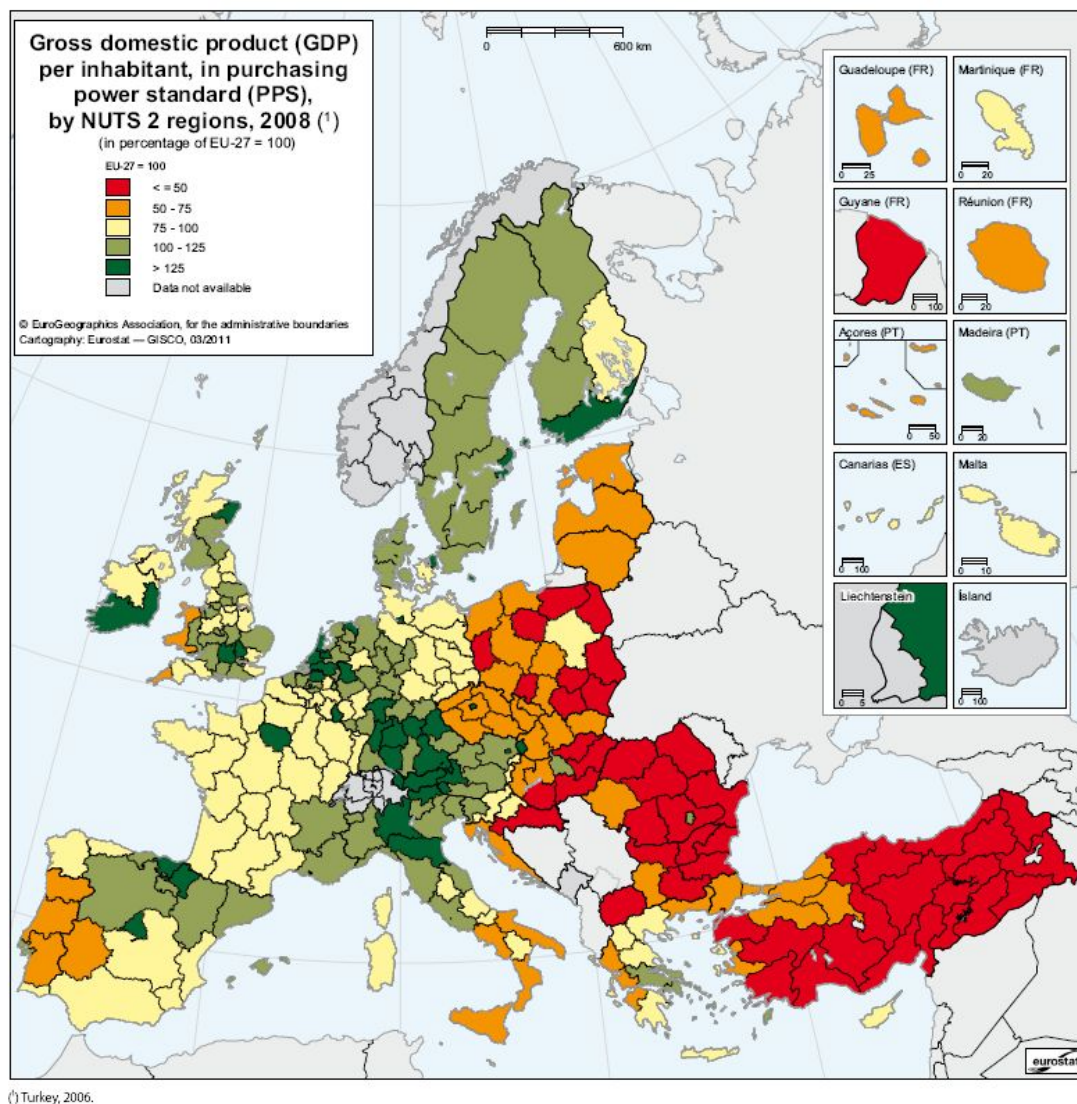 Gross domestic product (GDP)
per inhabitant, in purchasing
power standard (PPS),
by NUTS 2 regions, 2008 (¹)
(in percentage of EU-27 = 100)
EU-27 = 100
< = 50
50 - 75
75 - 100
100 - 125
> 125
Data not available
© EuroGeographics Association, for the administrative boundaries
Cartography: Eurostat — GISCO, 03/2011
0 600 km
Guadeloupe (FR)
0 25
Martinique (FR)
0 20
Guyane (FR)
0 100
Réunion (FR)
0 20
Açores (PT)
0 50
Madeira (PT)
0 20
Canarias (ES)
0 100
Malta
0 10
Liechtenstein
0 5
Ísland
0 100
eurostat
(¹) Turkey, 2006.